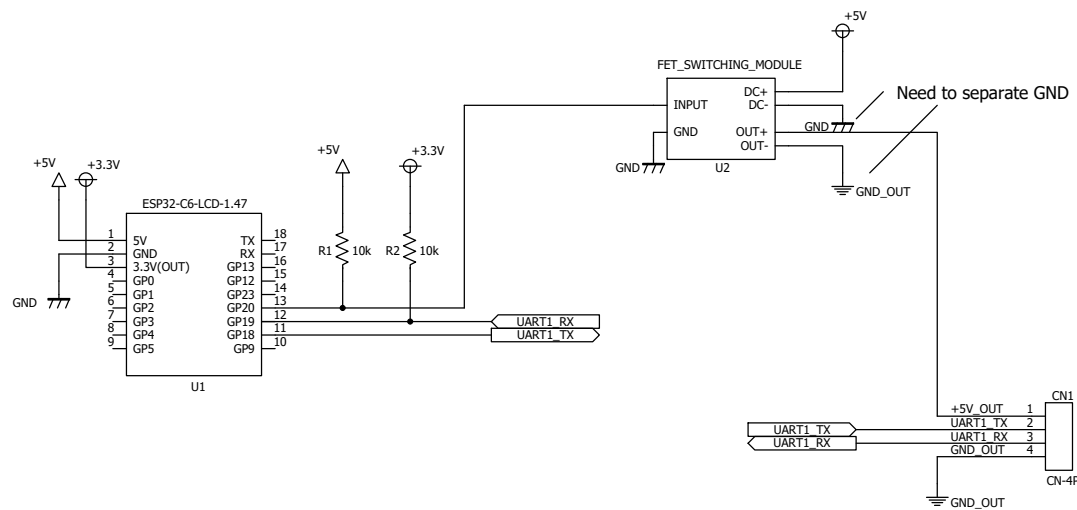 +5V
FET_SWITCHING_MODULE
DC+
DC-
INPUT
GND
OUT+
OUT-
U2
GND
GND
Need to separate GND
GND_OUT
+5V
+3.3V
ESP32-C6-LCD-1.47
1 5V
2 GND
3 3.3V(OUT)
4 GP0
5 GP1
6 GP2
7 GP3
8 GP4
9 GP5
TX 18
RX 17
GP13 16
GP12 15
GP23 14
GP20 13
GP19 12
GP18 11
GP9 10
U1
GND
+5V
+3.3V
R1 10k
R2 10k
UART1_RX
UART1_TX
UART1_TX
UART1_RX
CN1
+5V_OUT 1
UART1_TX 2
UART1_RX 3
GND_OUT 4
CN-4P
GND_OUT